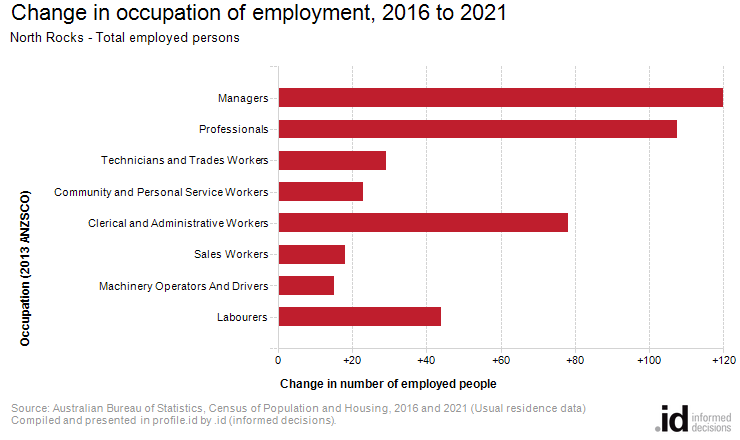 Change in occupation of employment, 2016 to 2021
North Rocks - Total employed persons
Occupation (2013 ANZSCO)
Managers
Professionals
Technicians and Trades Workers
Community and Personal Service Workers
Clerical and Administrative Workers
Sales Workers
Machinery Operators And Drivers
Labourers
0 +20 +40 +60 +80 +100 +120
Change in number of employed people
Source: Australian Bureau of Statistics, Census of Population and Housing, 2016 and 2021 (Usual residence data)
Compiled and presented in profile.id by .id (informed decisions).
.id informed
decisions